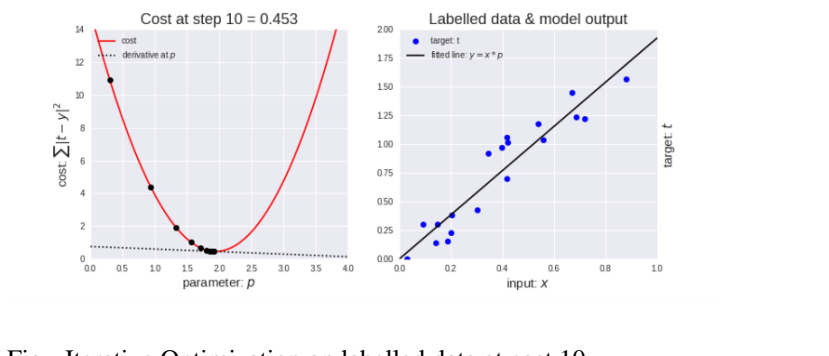 Cost at step 10 = 0.453
14
12
10
8
6
4
2
0
cost: ∑|t − y|²
cost
derivative at p
0.0 0.5 1.0 1.5 2.0 2.5 3.0 3.5 4.0
parameter: p
Labelled data & model output
2.00
1.75
1.50
1.25
1.00
0.75
0.50
0.25
0.00
target: t
fitted line: y = x * p
0.0 0.2 0.4 0.6 0.8 1.0
input: x
target: t